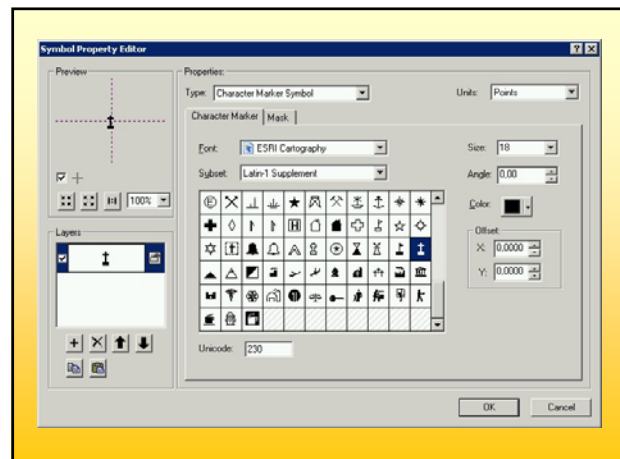 Symbol Property Editor
Preview
100%
Layers
Properties:
Type: Character Marker Symbol
Units: Points
Character Marker
Mask
Font: ESRI Cartography
Size: 18
Subset: Latin-1 Supplement
Angle: 0,00
Color:
Offset:
X: 0,0000
Y: 0,0000
Unicode: 230
OK
Cancel